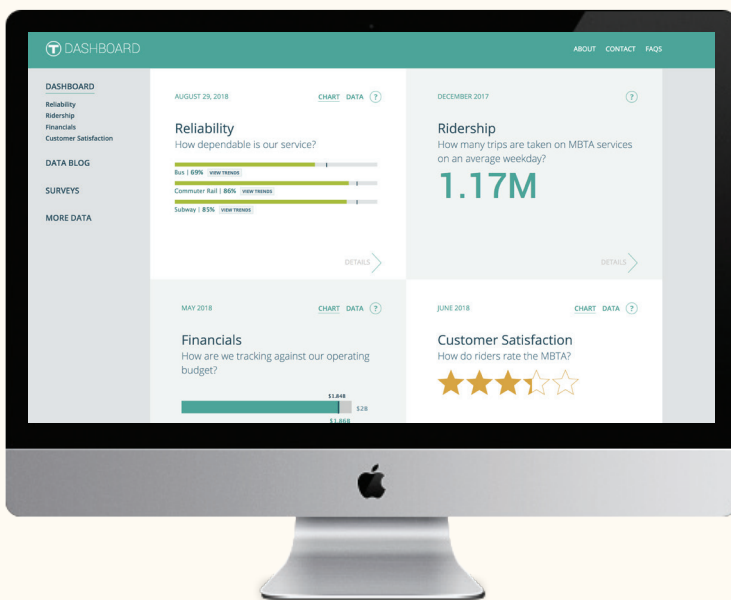 T DASHBOARD
ABOUT CONTACT FAQS
DASHBOARD
Reliability
Ridership
Financials
Customer Satisfaction
DATA BLOG
SURVEYS
MORE DATA
AUGUST 29, 2018 CHART DATA ?
Reliability
How dependable is our service?
Bus | 69% VIEW TRENDS
Commuter Rail | 86% VIEW TRENDS
Subway | 85% VIEW TRENDS
DETAILS
DECEMBER 2017 ?
Ridership
How many trips are taken on MBTA services
on an average weekday?
1.17M
DETAILS
MAY 2018 CHART DATA ?
Financials
How are we tracking against our operating
budget?
$1.84B
$2B
$1.86B
JUNE 2018 CHART DATA ?
Customer Satisfaction
How do riders rate the MBTA?